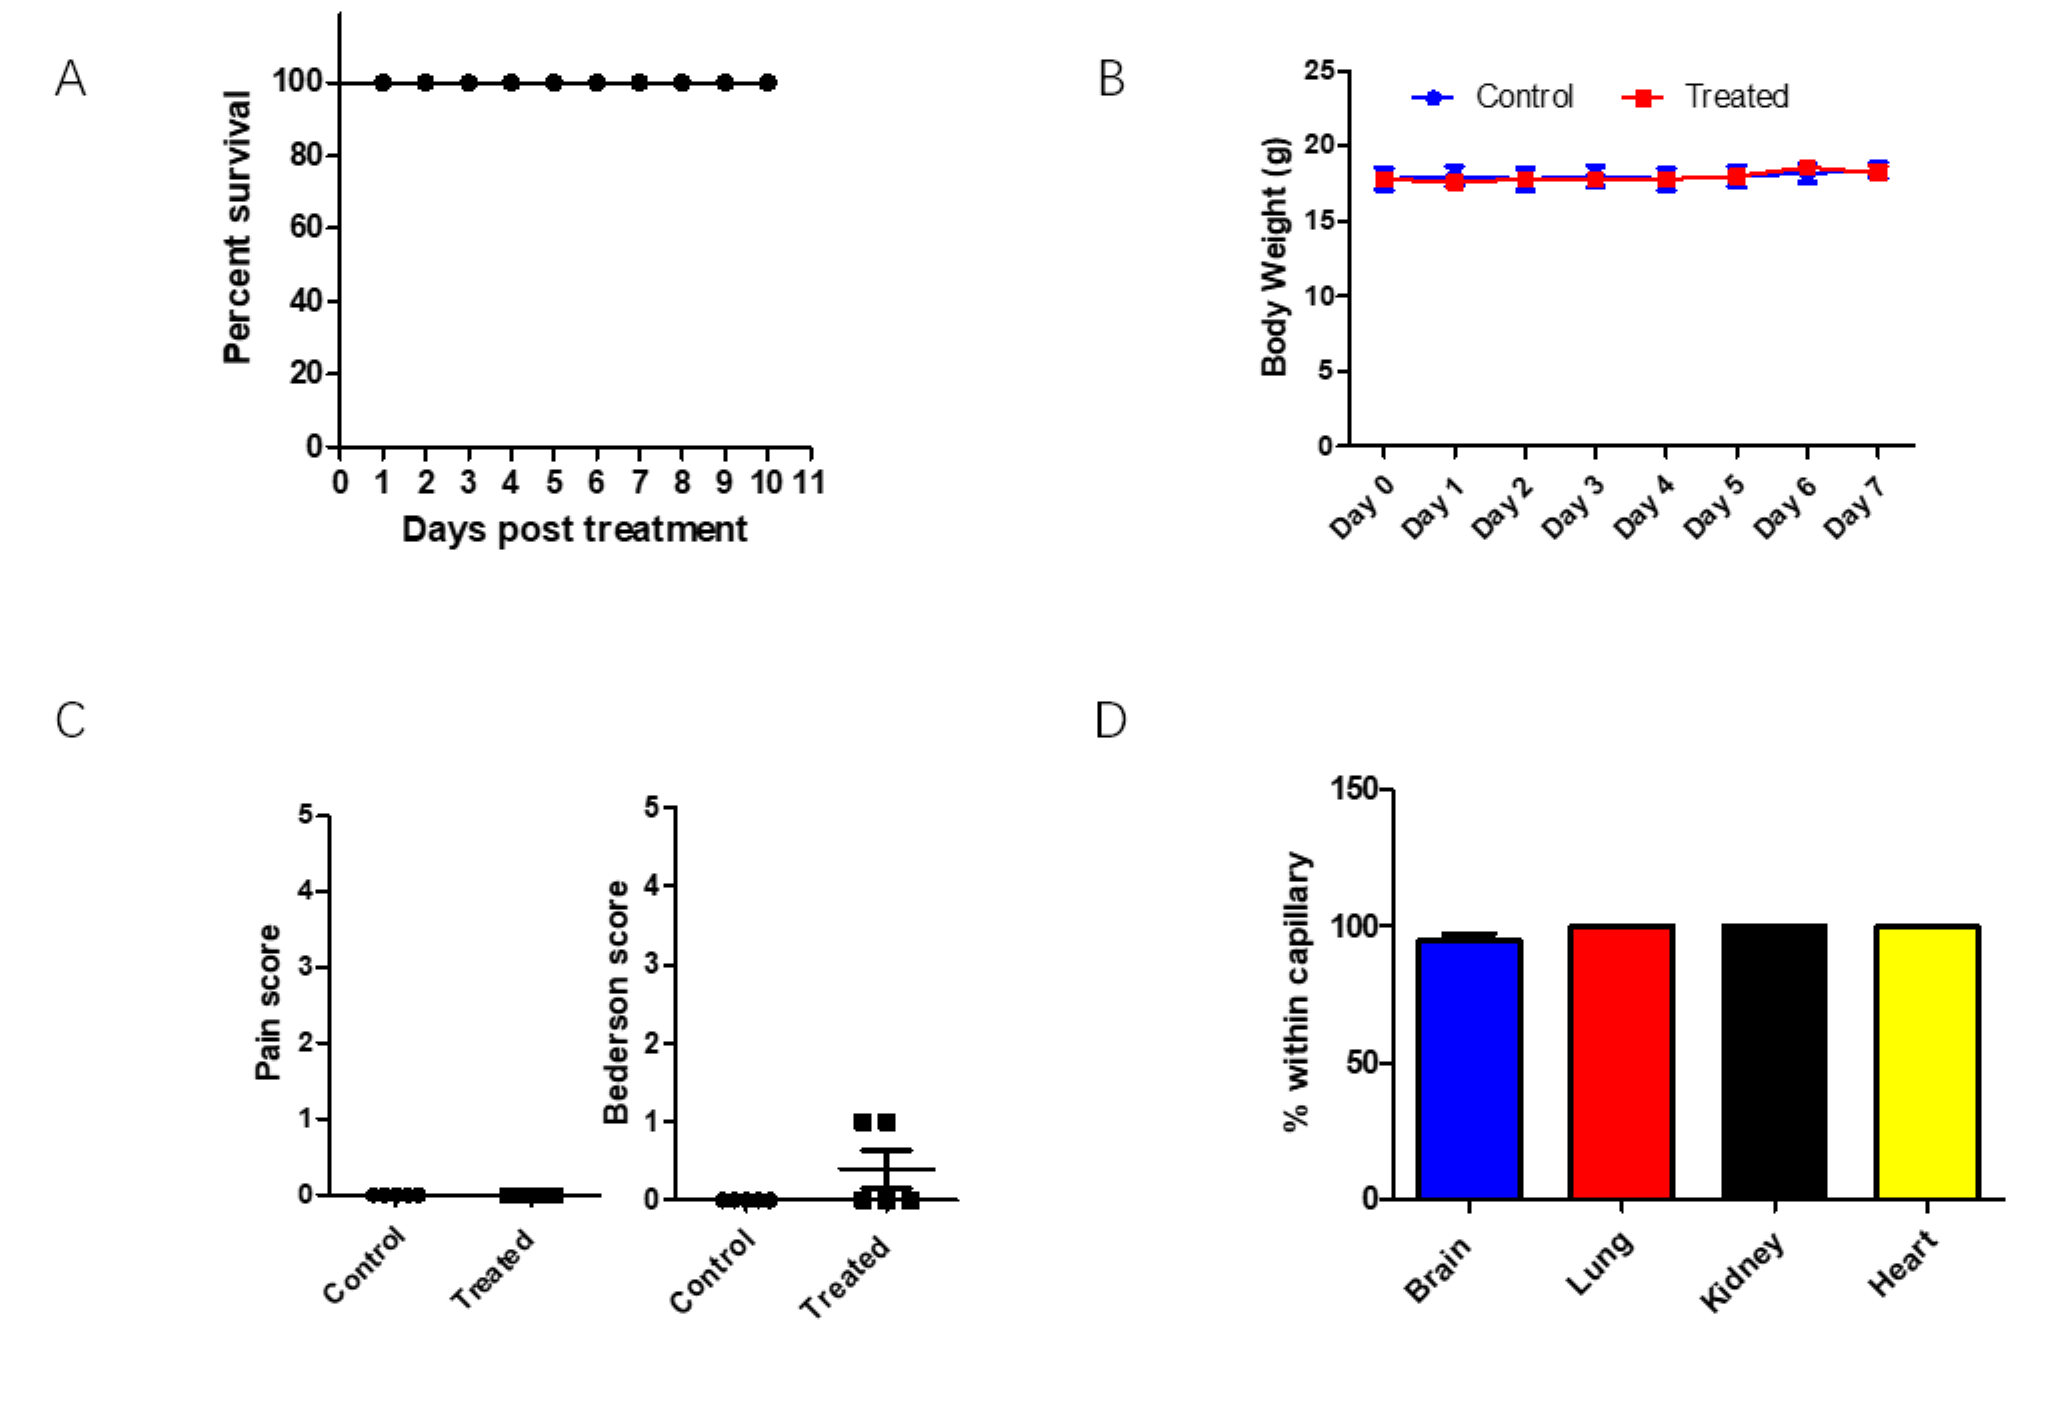 A
Percent survival
100
80
60
40
20
0
0 1 2 3 4 5 6 7 8 9 10 11
Days post treatment
B
Control Treated
Body Weight (g)
25
20
15
10
5
0
Day 0 Day 1 Day 2 Day 3 Day 4 Day 5 Day 6 Day 7
C
Pain score
5
4
3
2
1
0
Control Treated
Bederson score
5
4
3
2
1
0
Control Treated
D
% within capillary
150
100
50
0
Brain Lung Kidney Heart